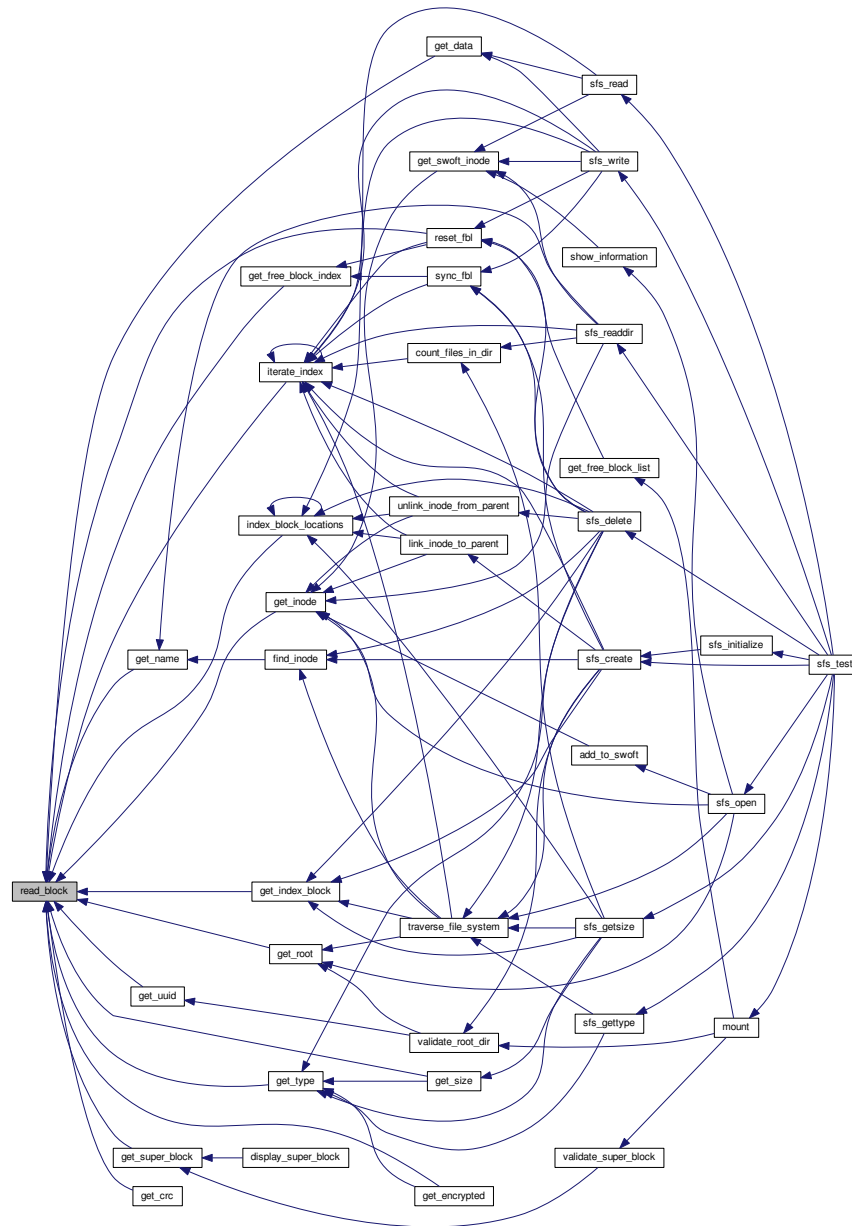 get_data
sfs_read
get_swoft_inode
sfs_write
reset_fbl
show_information
get_free_block_index
sync_fbl
sfs_readdir
count_files_in_dir
iterate_index
get_free_block_list
unlink_inode_from_parent
sfs_delete
index_block_locations
link_inode_to_parent
get_inode
sfs_initialize
get_name
find_inode
sfs_create
sfs_test
add_to_swoft
sfs_open
read_block
get_index_block
traverse_file_system
sfs_getsize
get_root
get_uuid
sfs_gettype
mount
validate_root_dir
get_type
get_size
get_super_block
display_super_block
validate_super_block
get_crc
get_encrypted